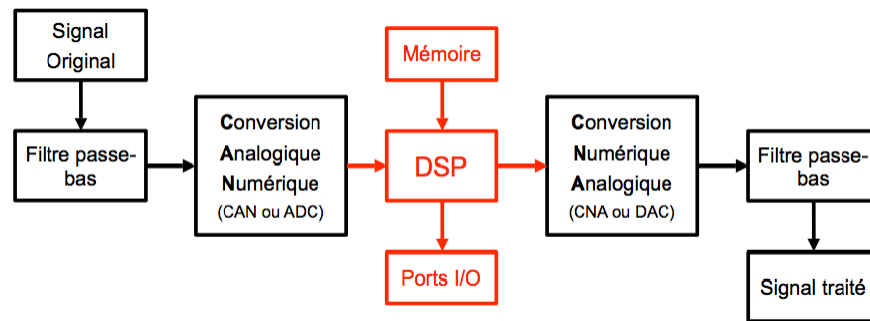 Signal
Original
Filtre passe-
bas
Conversion
Analogique
Numérique
(CAN ou ADC)
Mémoire
DSP
Ports I/O
Conversion
Numérique
Analogique
(CNA ou DAC)
Filtre passe-
bas
Signal traité